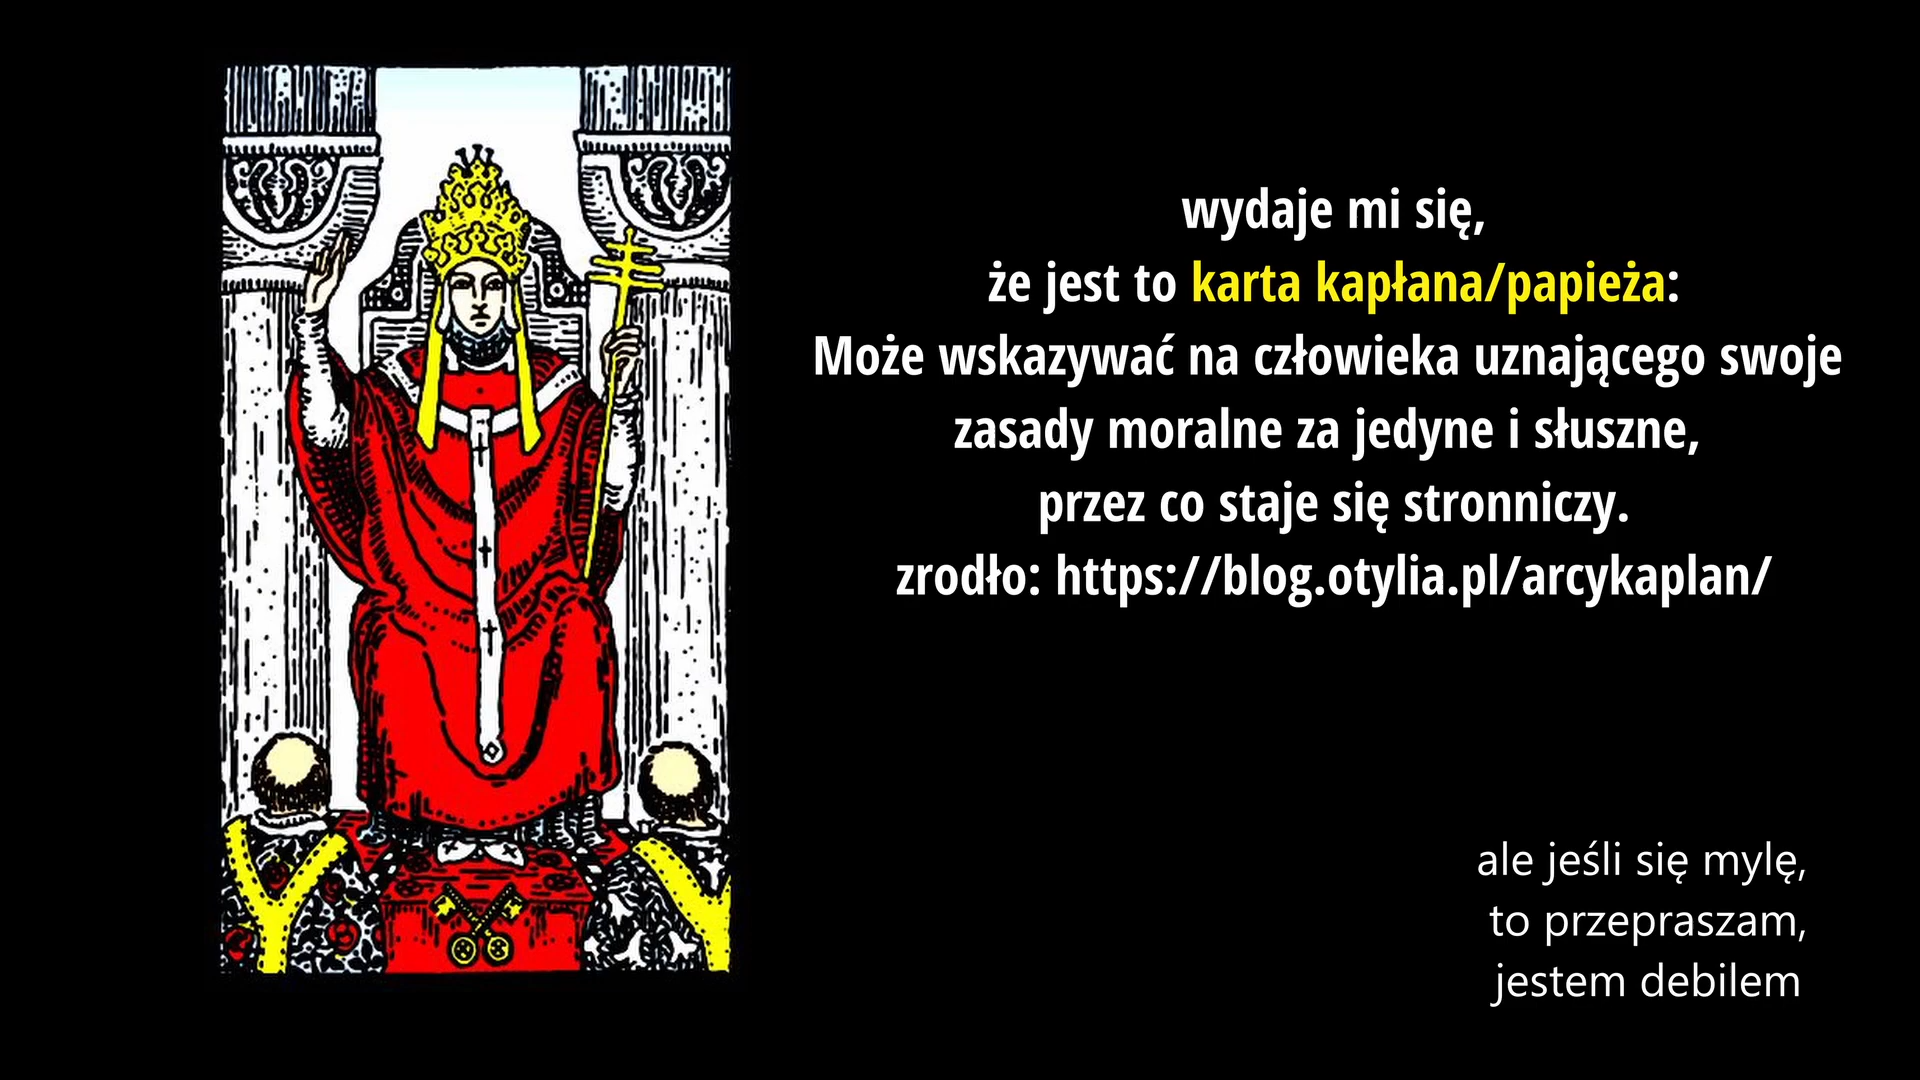 wydaje mi się,
że jest to karta kapłana/papieża:
Może wskazywać na człowieka uznającego swoje
zasady moralne za jedyne i słuszne,
przez co staje się stronniczy.
zrodło: https://blog.otylia.pl/arcykaplan/
ale jeśli się mylę,
to przepraszam,
jestem debilem